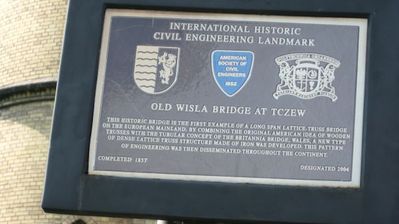 INTERNATIONAL HISTORIC
CIVIL ENGINEERING LANDMARK
AMERICAN
SOCIETY OF
CIVIL
ENGINEERS
1852
OLD WISLA BRIDGE AT TCZEW
THIS HISTORIC BRIDGE IS THE FIRST EXAMPLE OF A LONG SPAN LATTICE-TRUSS BRIDGE
ON THE EUROPEAN MAINLAND. BY COMBINING THE ORIGINAL AMERICAN IDEA OF WOODEN
TRUSSES WITH THE TUBULAR CONCEPT OF THE BRITANNIA BRIDGE, WALES, A NEW TYPE
OF DENSE LATTICE TRUSS STRUCTURE MADE OF IRON WAS DEVELOPED. THIS PATTERN
OF ENGINEERING WAS THEN DISSEMINATED THROUGHOUT THE CONTINENT.
COMPLETED 1857
DESIGNATED 2004